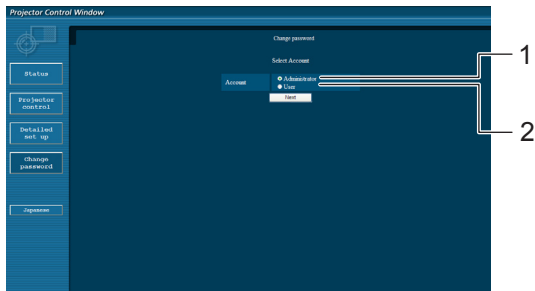 Projector Control Window
Change password
Select Account
Account
Administrator
User
Next
Status
Projector
control
Detailed
set up
Change
password
Japanese
1
2